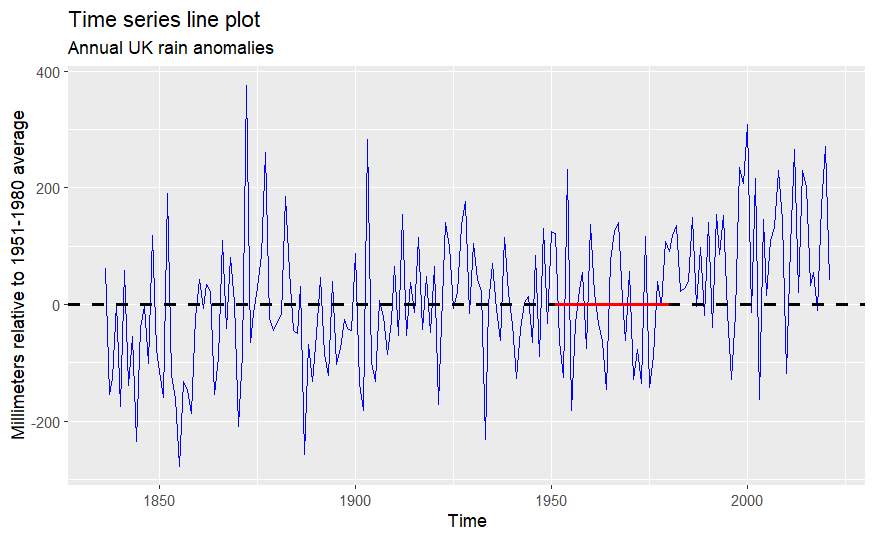 Time series line plot
Annual UK rain anomalies
Millimeters relative to 1951-1980 average
400
200
0
-200
1850
1900
1950
2000
Time